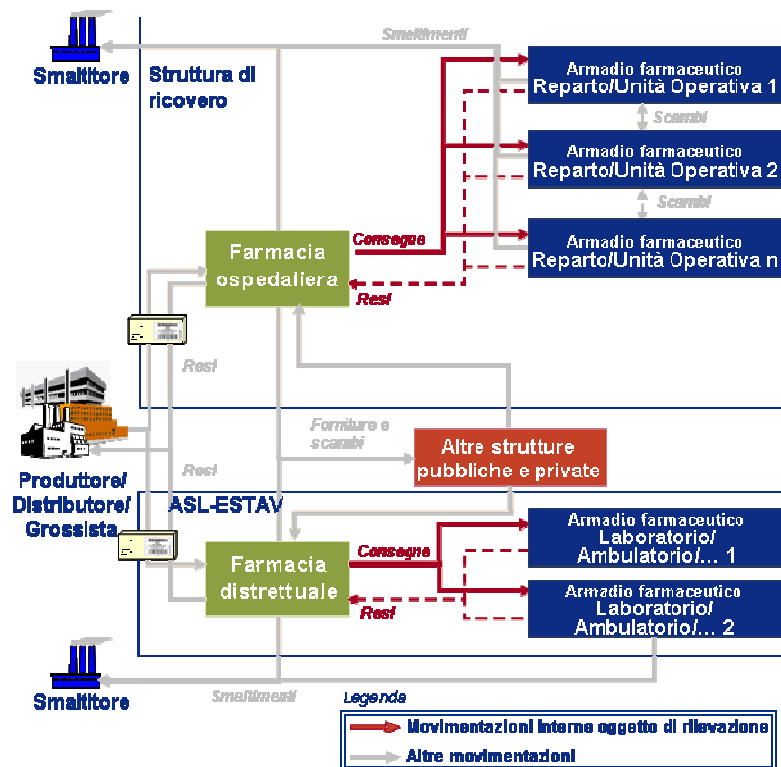 Smaltimenti
Smaltitore
Struttura di
ricovero
Armadio farmaceutico
Reparto/Unità Operativa 1
Scambi
Armadio farmaceutico
Reparto/Unità Operativa 2
Scambi
Armadio farmaceutico
Reparto/Unità Operativa n
Consegne
Farmacia
ospedaliera
Resi
Resi
Forniture e
scambi
Altre strutture
pubbliche e private
Resi
Produttore/
Distributore/
Grossista
ASL-ESTAV
Armadio farmaceutico
Laboratorio/
Ambulatorio/... 1
Consegne
Farmacia
distrettuale
Resi
Armadio farmaceutico
Laboratorio/
Ambulatorio/... 2
Smaltitore
Smaltimenti
Legenda
Movimentazioni interne oggetto di rilevazione
Altre movimentazioni